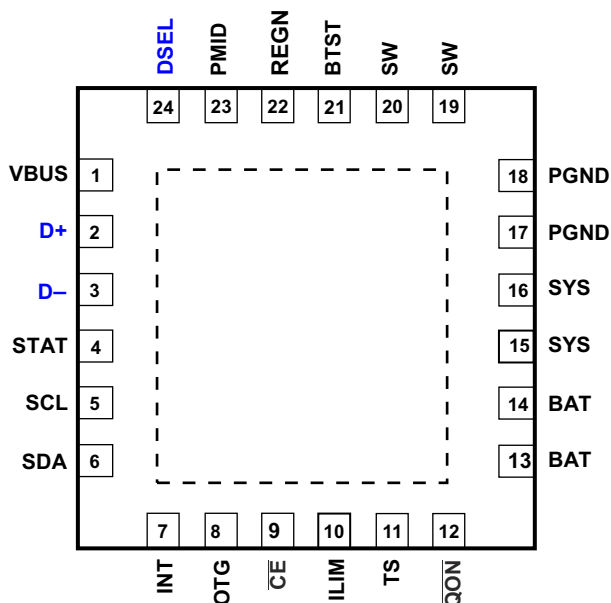 DSEL
PMID
REGN
BTST
SW
SW
24
23
22
21
20
19
VBUS 1
D+ 2
D– 3
STAT 4
SCL 5
SDA 6
18 PGND
17 PGND
16 SYS
15 SYS
14 BAT
13 BAT
7
8
9
10
11
12
INT
OTG
CE
ILIM
TS
QON